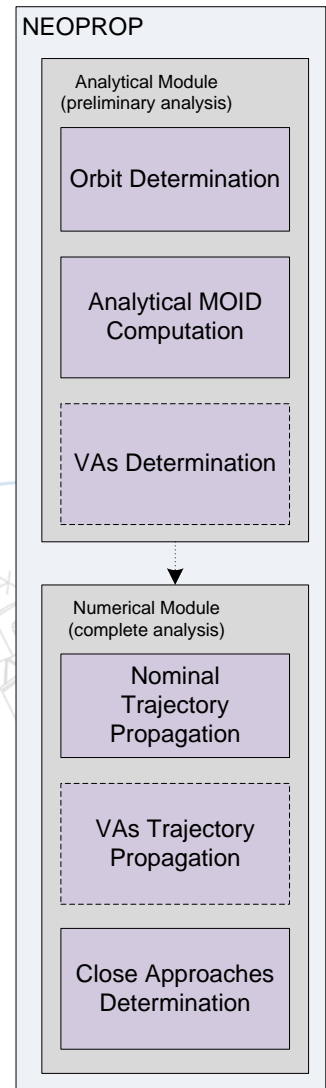 NEOPROP
Analytical Module
(preliminary analysis)
Orbit Determination
Analytical MOID
Computation
VAs Determination
Numerical Module
(complete analysis)
Nominal
Trajectory
Propagation
VAs Trajectory
Propagation
Close Approaches
Determination